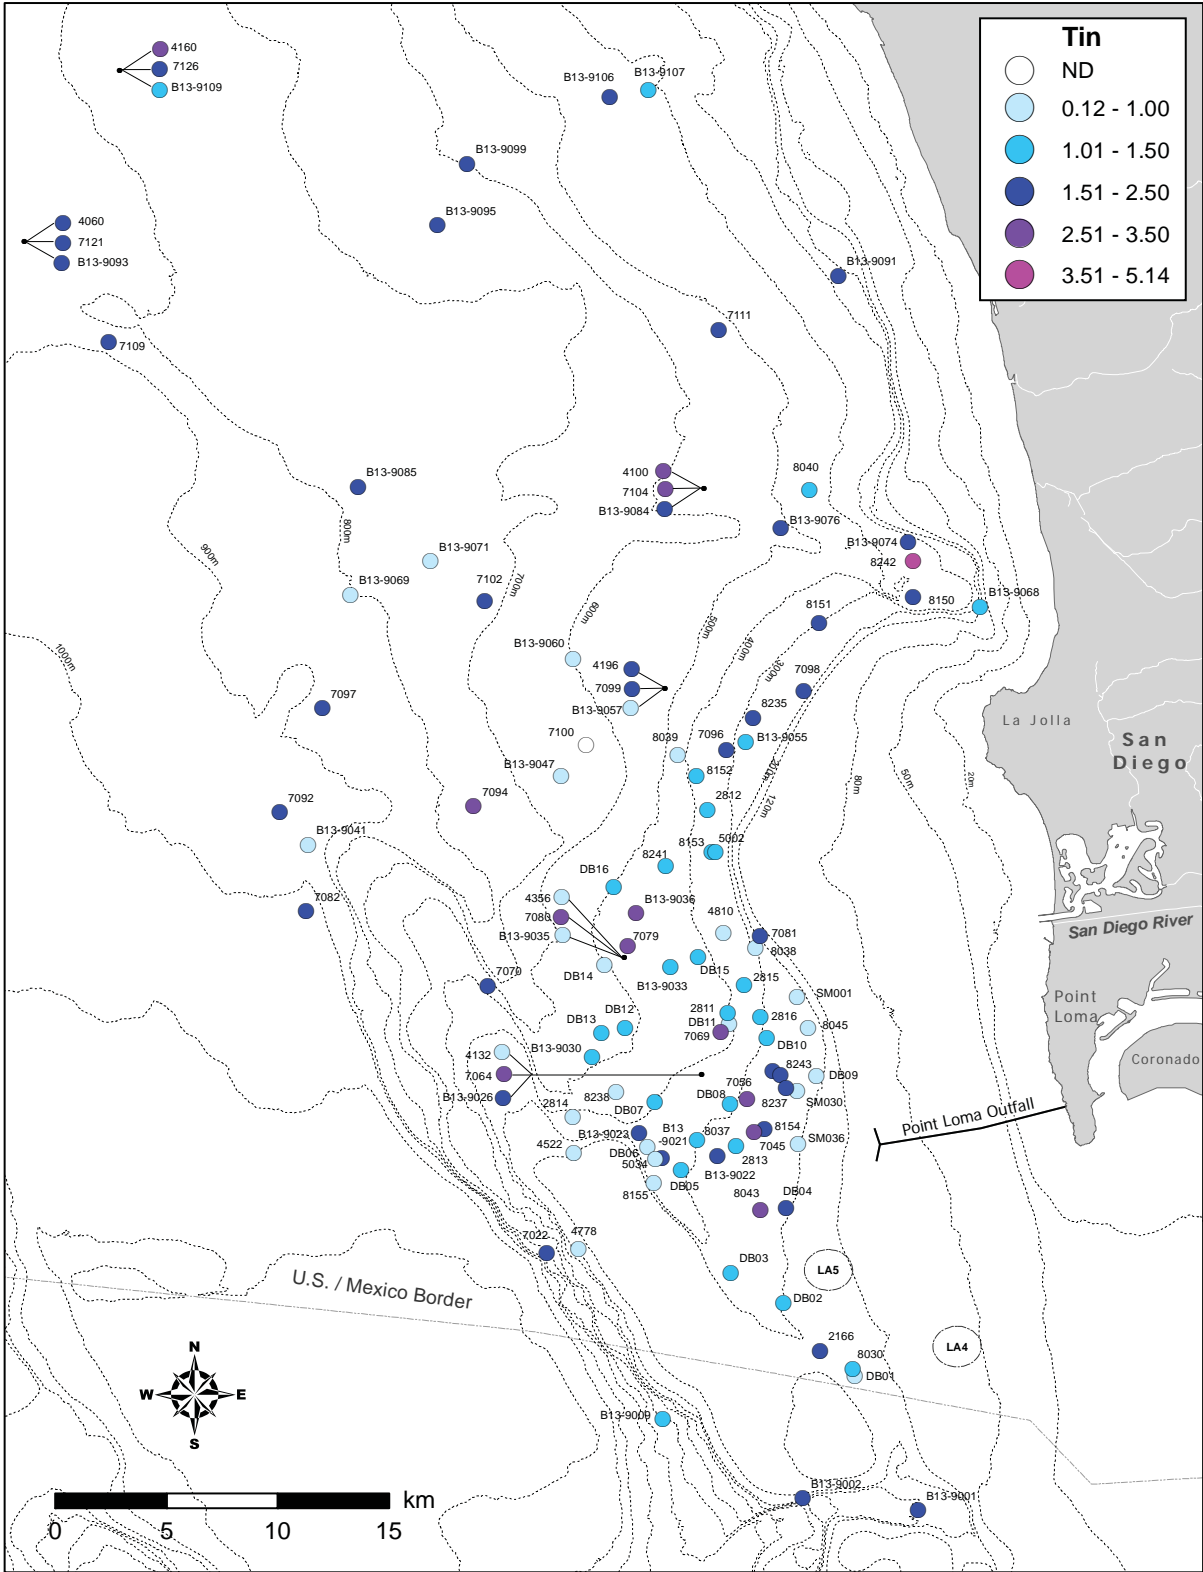 Tin
ND
0.12 - 1.00
1.01 - 1.50
1.51 - 2.50
2.51 - 3.50
3.51 - 5.14
4160
7126
B13-9109
B13-9106
B13-9107
B13-9099
B13-9095
4060
7121
B13-9093
B13-9091
7111
7109
B13-9085
4100
7104
B13-9084
8040
B13-9076
B13-9074
8242
8150
B13-9068
800m
900m
B13-9071
B13-9069
7102
700m
600m
500m
400m
300m
8151
1000m
B13-9060
4196
7099
B13-9057
7098
8235
7097
7100
8039
7096
B13-9055
La Jolla
San
Diego
B13-9047
8152
200m
120m
80m
50m
20m
7094
2812
7092
B13-9041
8153
5002
8241
DB16
7082
4356
7080
B13-9035
B13-9036
7079
4810
7081
8038
San Diego River
DB14
B13-9033
DB15
2815
7070
SM001
Point
Loma
DB13
DB12
2811
DB11
7069
2816
8045
DB10
Coronado
B13-9030
4132
7064
B13-9026
8243
DB09
8238
7056
8237
SM030
DB08
DB07
2814
Point Loma Outfall
B13-9023
B13
-9021
8037
8154
7045
SM036
4522
DB06
5034
2813
B13-9022
DB05
8155
8043
DB04
7022
4778
DB03
LA5
U.S. / Mexico Border
DB02
2166
LA4
8030
DB01
N
W
E
S
B13-9009
B13-9002
B13-9001
km
0
5
10
15